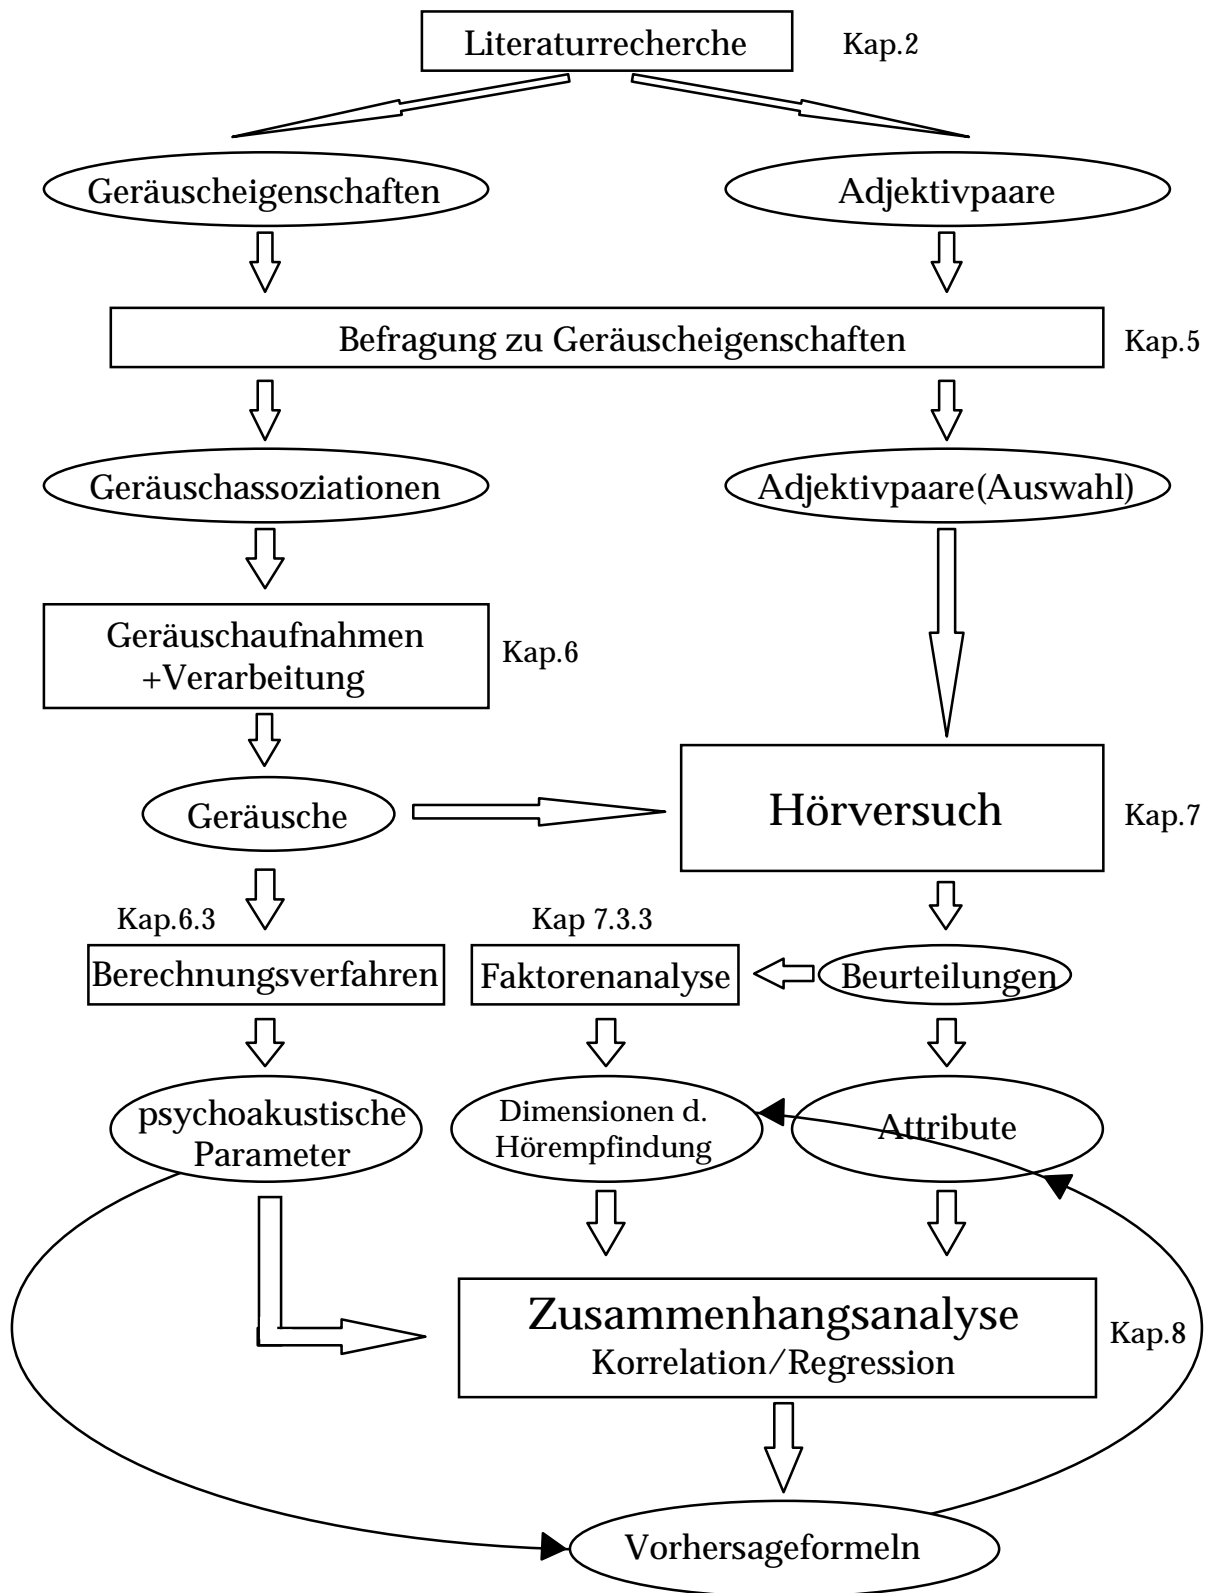 Literaturrecherche
Kap.2
Geräuscheigenschaften
Adjektivpaare
Befragung zu Geräuscheigenschaften
Kap.5
Geräuschassoziationen
Adjektivpaare(Auswahl)
Geräuschaufnahmen
+Verarbeitung
Kap.6
Geräusche
Hörversuch
Kap.7
Kap.6.3
Kap 7.3.3
Berechnungsverfahren
Faktorenanalyse
Beurteilungen
psychoakustische
Parameter
Dimensionen d.
Hörempfindung
Attribute
Zusammenhangsanalyse
Korrelation/Regression
Kap.8
Vorhersageformeln